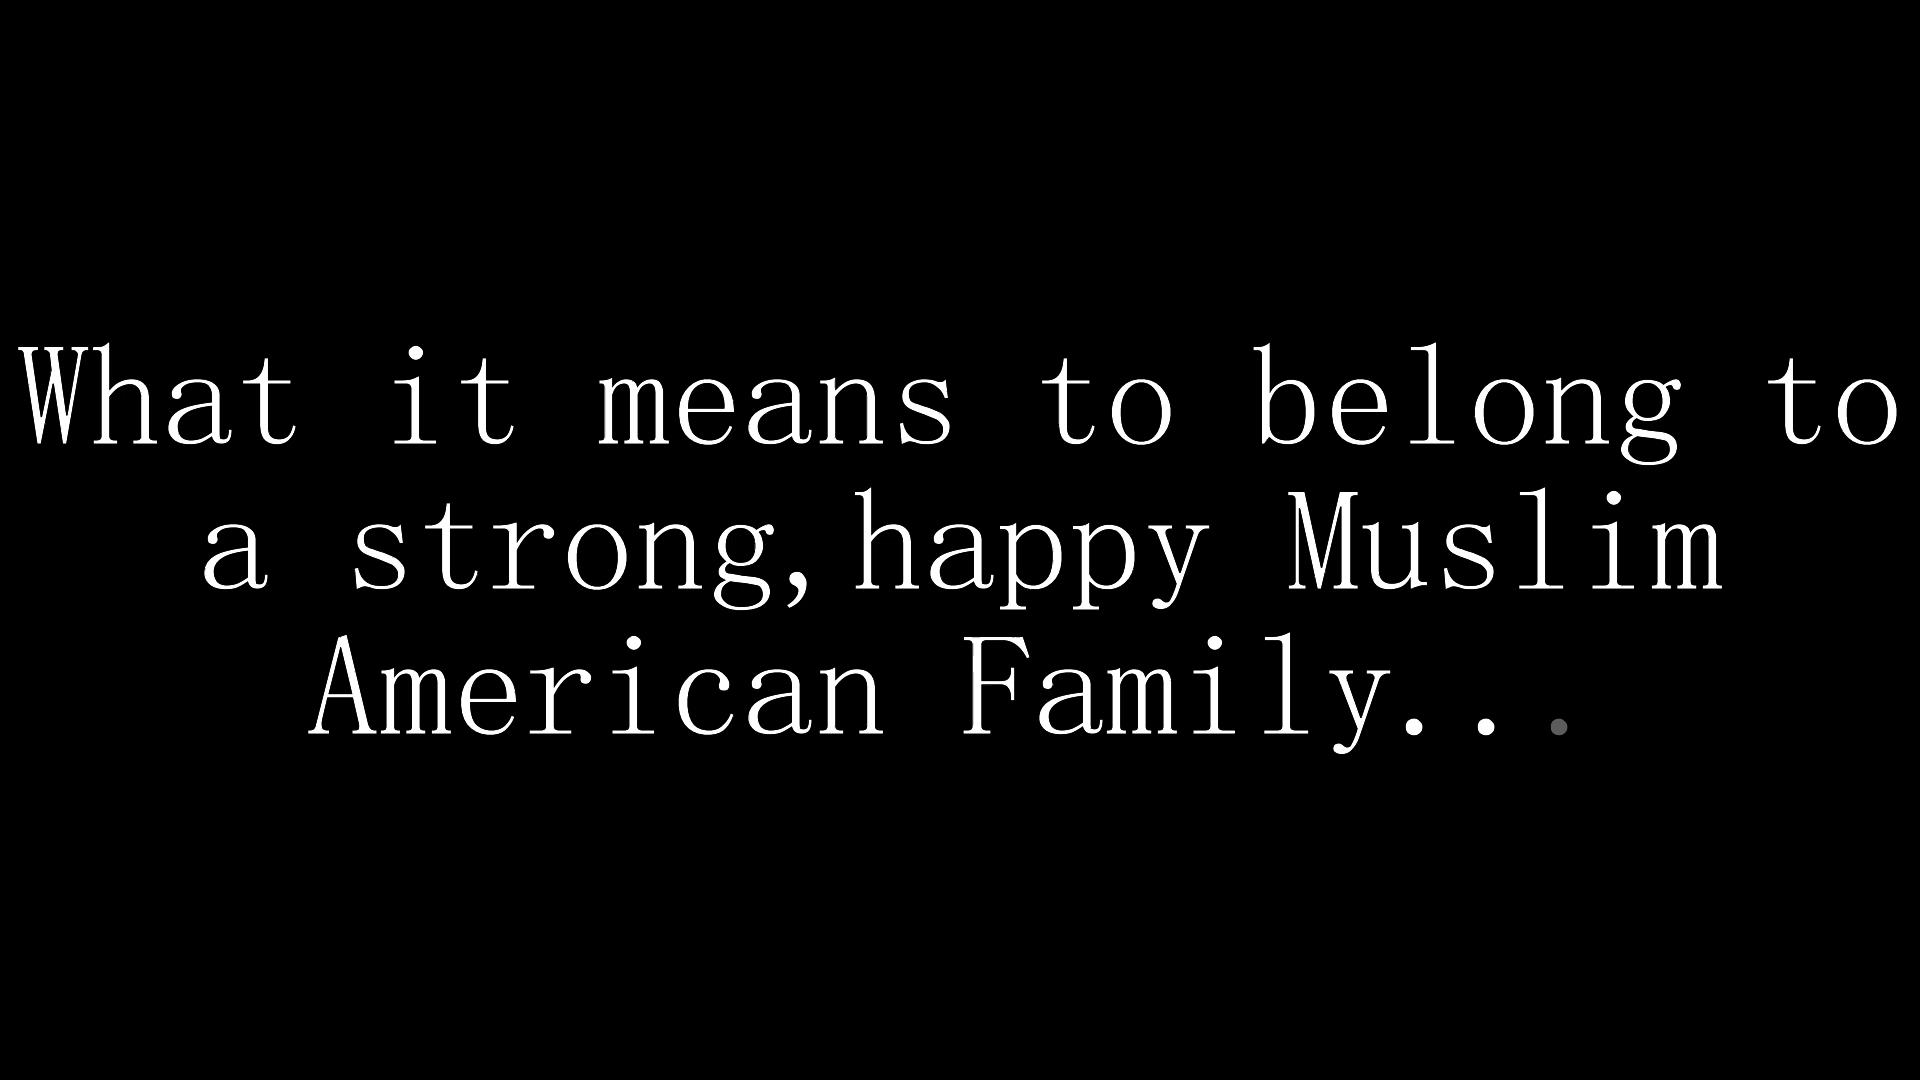 What it means to belong to
a strong,happy Muslim
American Family...